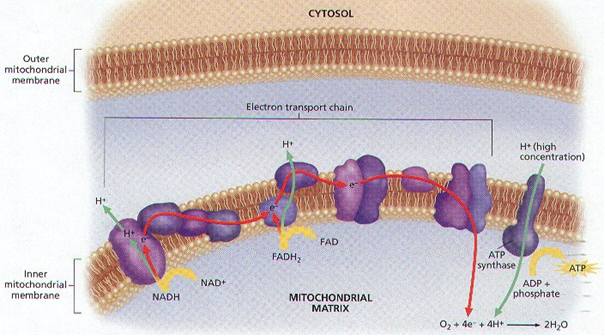 CYTOSOL
Outer
mitochondrial
membrane
Electron transport chain
H+
H+ (high
concentration)
H+
H+
e-
e-
e-
FAD
FADH2
NADH
NAD+
ATP
synthase
ATP
ADP +
phosphate
Inner
mitochondrial
membrane
MITOCHONDRIAL
MATRIX
O2 + 4e- + 4H+ ⟶ 2H2O